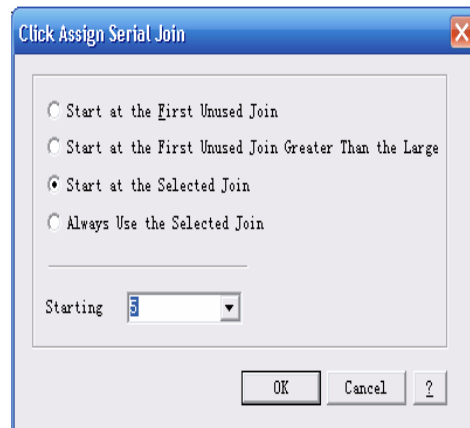 Click Assign Serial Join
Start at the First Unused Join
Start at the First Unused Join Greater Than the Large
Start at the Selected Join
Always Use the Selected Join
Starting 5
OK Cancel ?